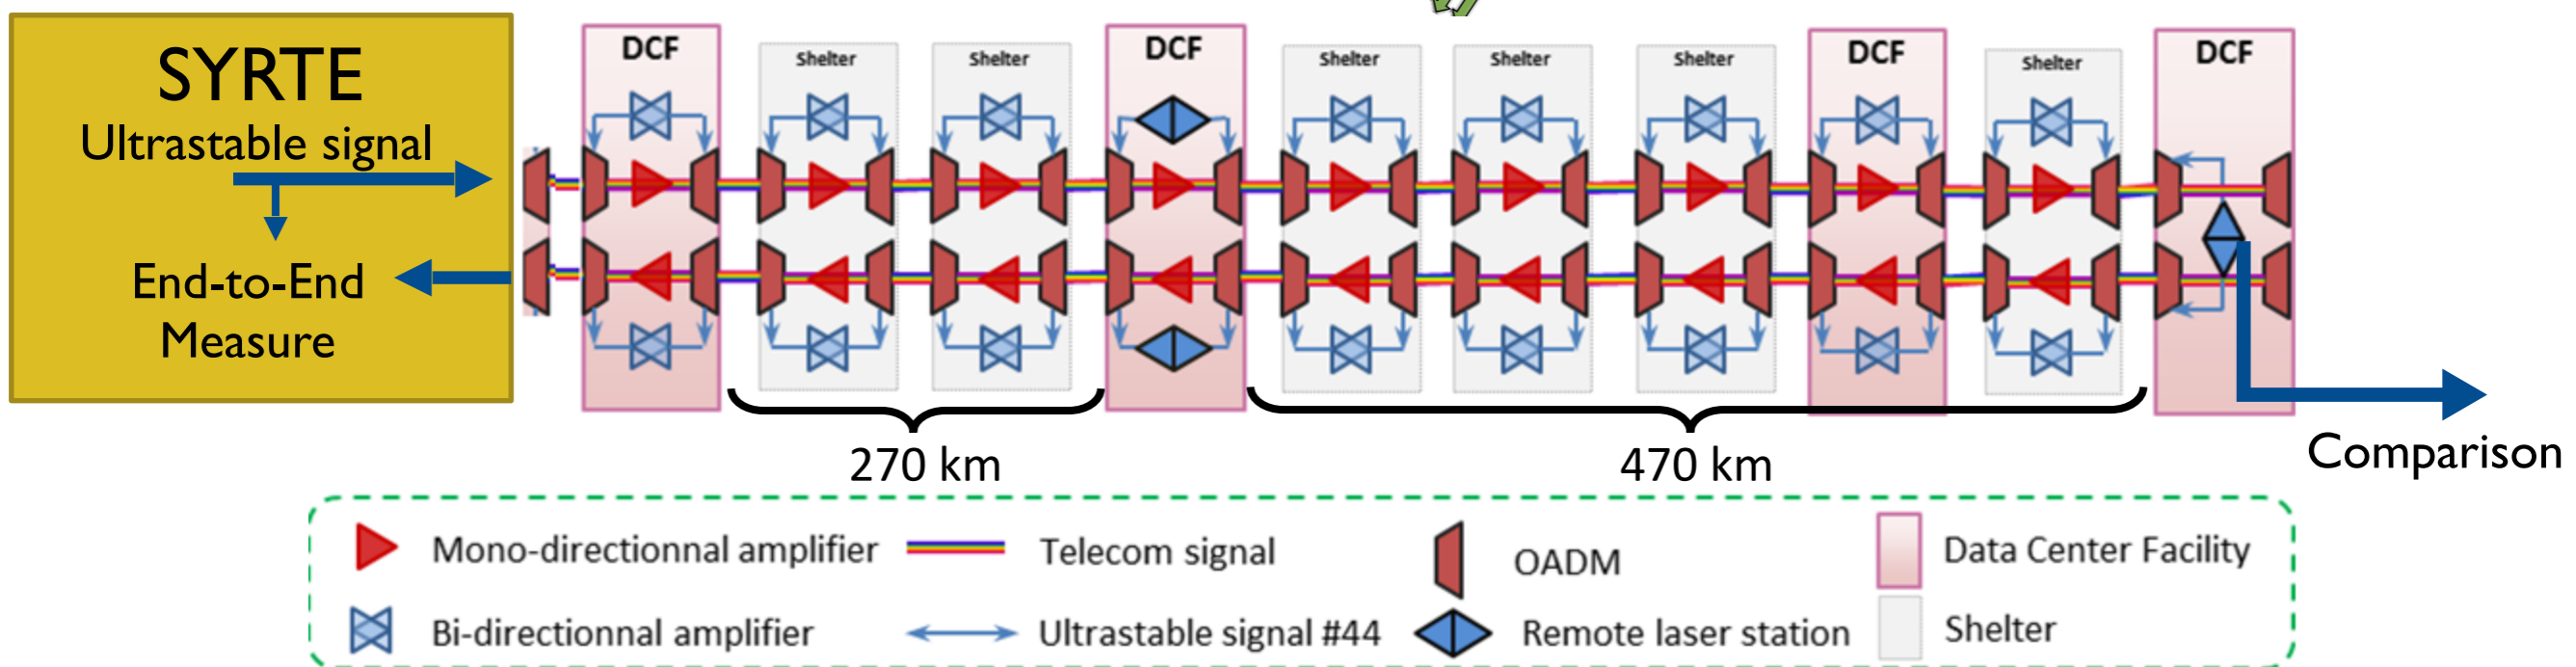 SYRTE
Ultrastable signal
End-to-End
Measure
DCF
Shelter
Shelter
DCF
Shelter
Shelter
Shelter
DCF
Shelter
DCF
270 km
470 km
Comparison
Mono-directionnal amplifier
Telecom signal
OADM
Data Center Facility
Bi-directionnal amplifier
Ultrastable signal #44
Remote laser station
Shelter